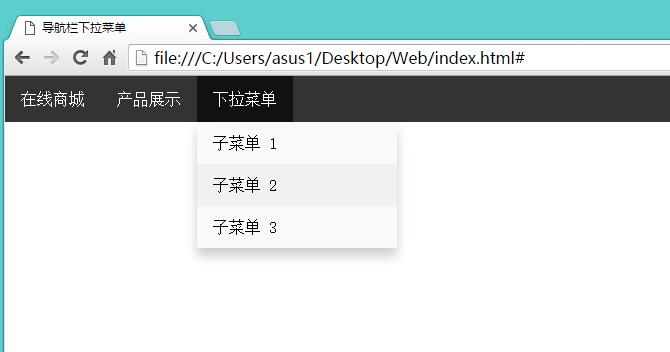 导航栏下拉菜单
file:///C:/Users/asus1/Desktop/Web/index.html#
在线商城 产品展示 下拉菜单
子菜单 1
子菜单 2
子菜单 3